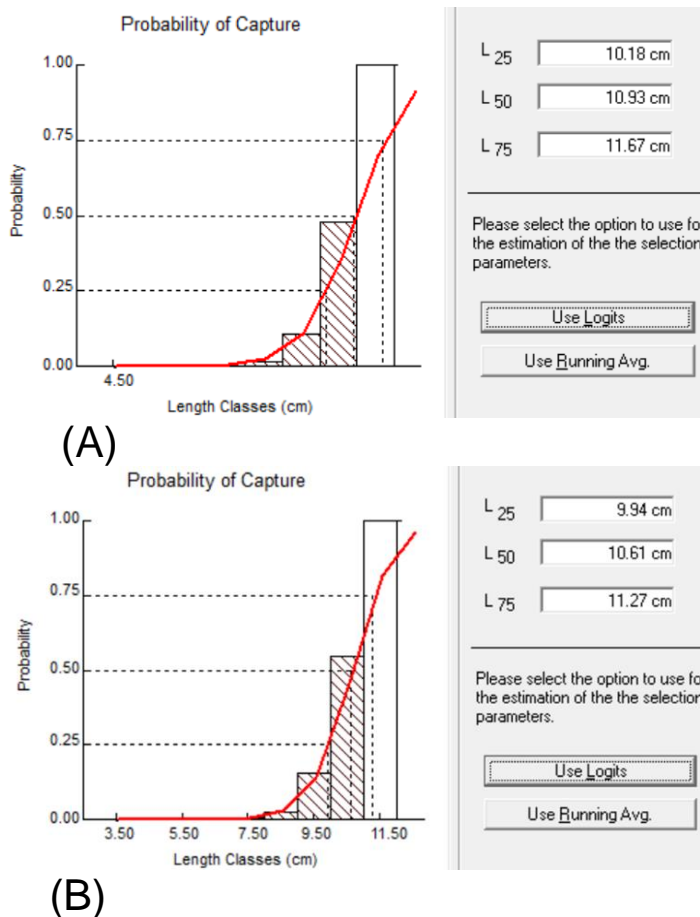 Probability of Capture
1.00
0.75
0.50
0.25
0.00
Probability
4.50
Length Classes (cm)
L 25 10.18 cm
L 50 10.93 cm
L 75 11.67 cm
Please select the option to use fo
the estimation of the the selection
parameters.
Use Logits
Use Running Avg.
(A)
Probability of Capture
1.00
0.75
0.50
0.25
0.00
Probability
3.50 5.50 7.50 9.50 11.50
Length Classes (cm)
L 25 9.94 cm
L 50 10.61 cm
L 75 11.27 cm
Please select the option to use fo
the estimation of the the selection
parameters.
Use Logits
Use Running Avg.
(B)